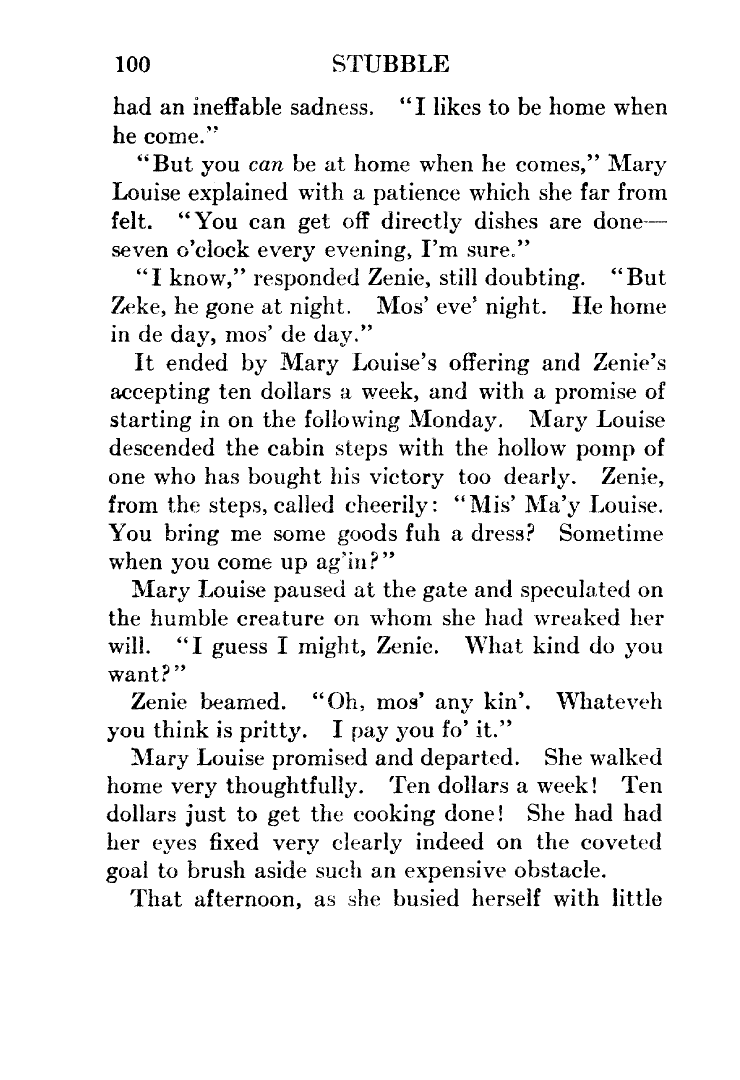 100 STUBBLE
had an ineffable sadness. “I likes to be home when
he come.”
“But you can be at home when he comes,” Mary
Louise explained with a patience which she far from
felt. “You can get off directly dishes are done—
seven o’clock every evening, I’m sure.”
“I know,” responded Zenie, still doubting. “But
Zeke, he gone at night. Mos’ eve’ night. He home
in de day, mos’ de day.”
It ended by Mary Louise’s offering and Zenie’s
accepting ten dollars a week, and with a promise of
starting in on the following Monday. Mary Louise
descended the cabin steps with the hollow pomp of
one who has bought his victory too dearly. Zenie,
from the steps, called cheerily: “Mis’ Ma’y Louise.
You bring me some goods fuh a dress? Sometime
when you come up ag’in?”
Mary Louise paused at the gate and speculated on
the humble creature on whom she had wreaked her
will. “I guess I might, Zenie. What kind do you
want?”
Zenie beamed. “Oh, mos’ any kin’. Whateveh
you think is pritty. I pay you fo’ it.”
Mary Louise promised and departed. She walked
home very thoughtfully. Ten dollars a week! Ten
dollars just to get the cooking done! She had had
her eyes fixed very clearly indeed on the coveted
goal to brush aside such an expensive obstacle.
That afternoon, as she busied herself with little